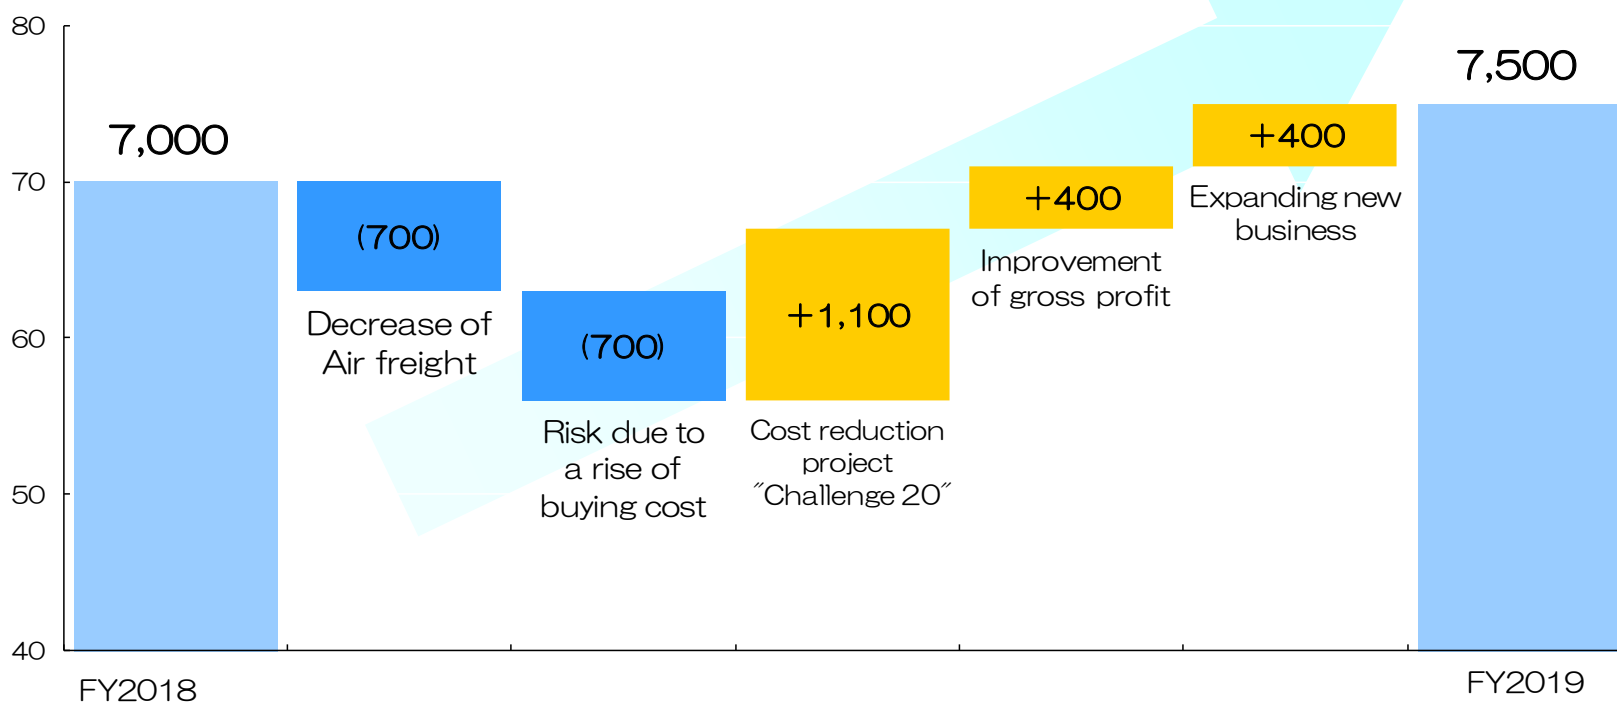 80
70
60
50
40
7,000
(700)
Decrease of
Air freight
(700)
Risk due to
a rise of
buying cost
+1,100
Cost reduction
project
"Challenge 20"
+400
Improvement
of gross profit
+400
Expanding new
business
7,500
FY2018
FY2019